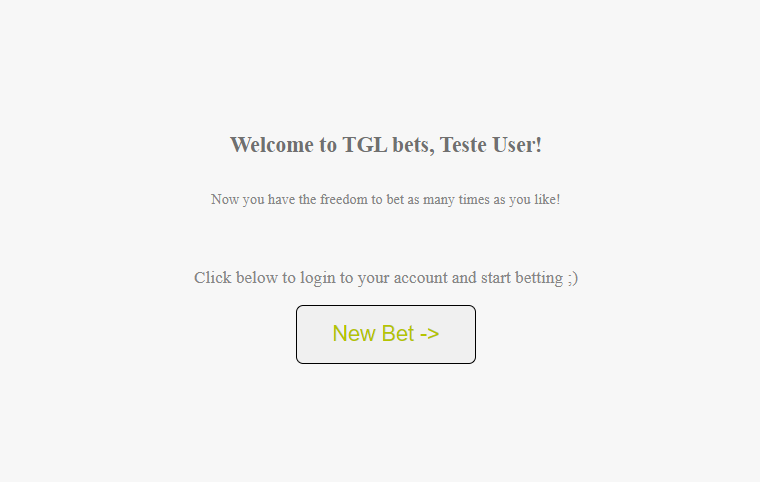 Welcome to TGL bets, Teste User!
Now you have the freedom to bet as many times as you like!
Click below to login to your account and start betting ;)
New Bet ->